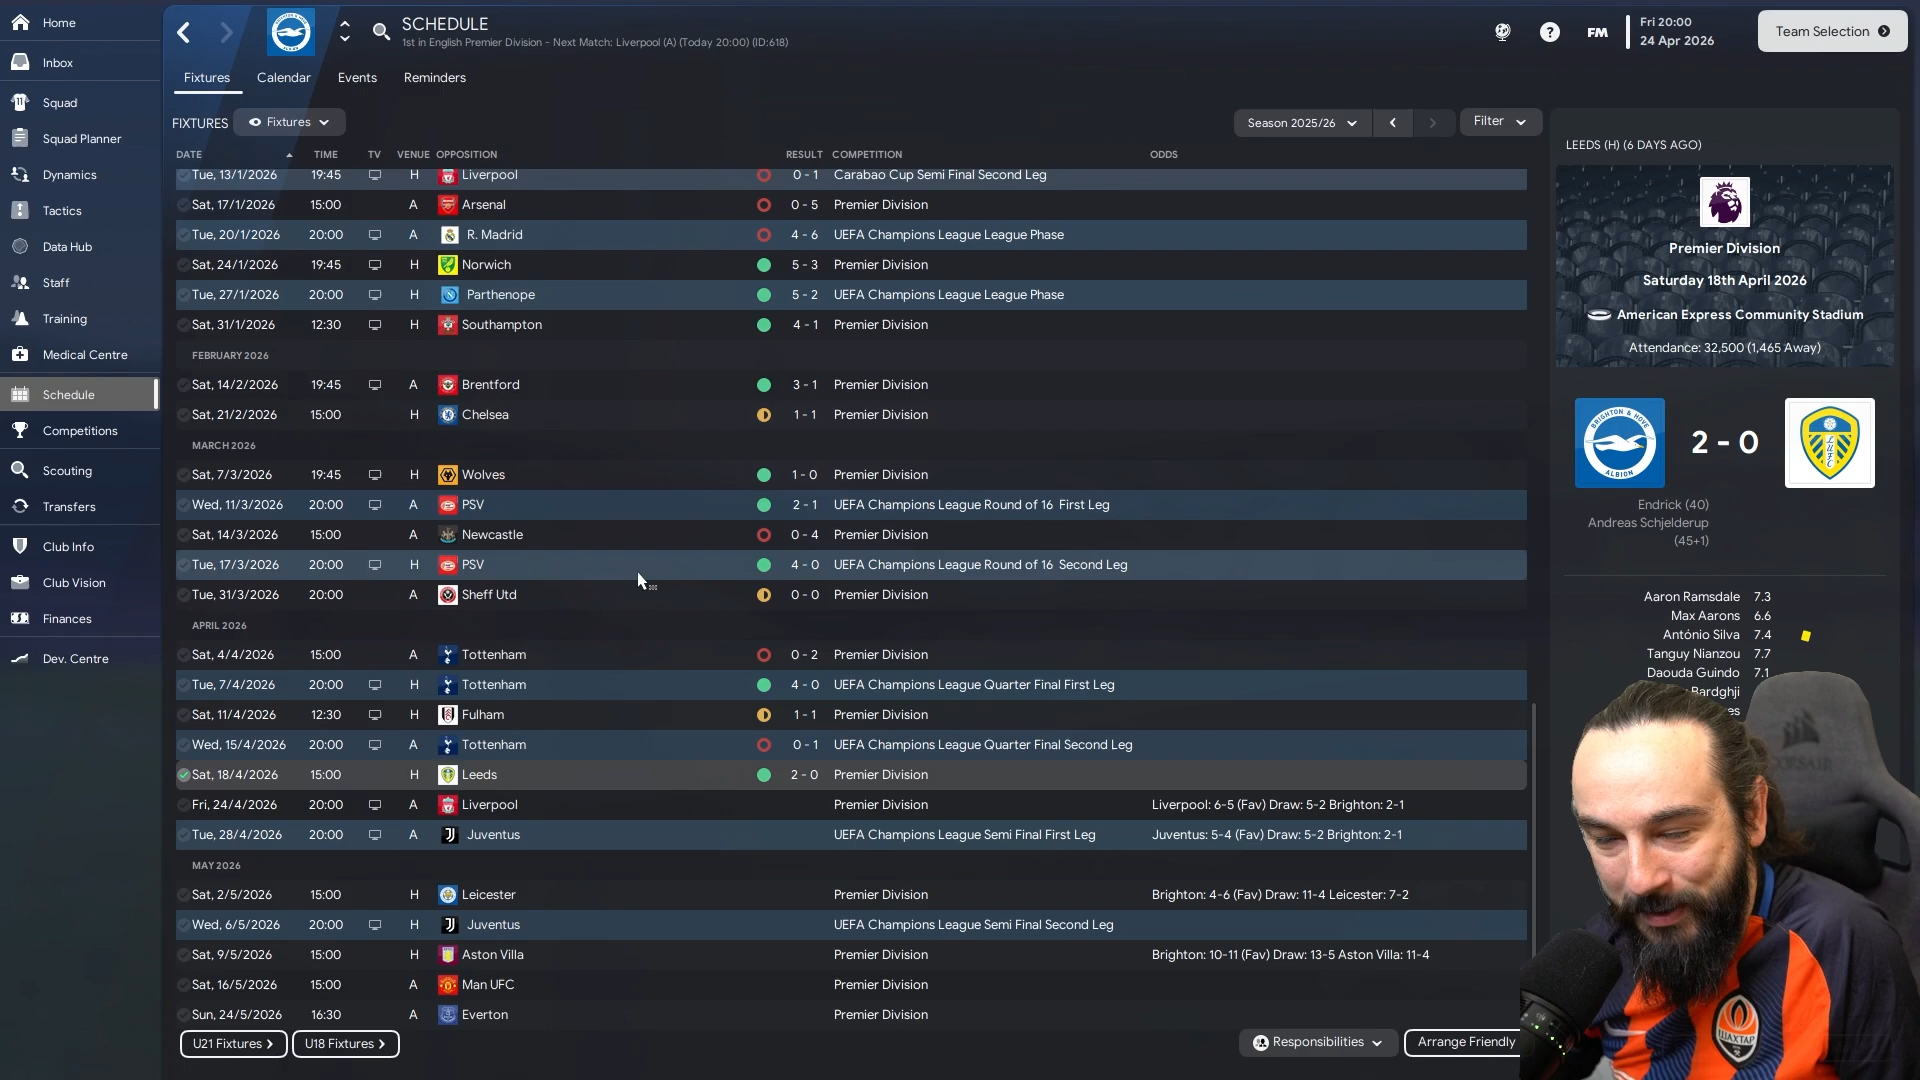 Home
Inbox
Squad
Squad Planner
Dynamics
Tactics
Data Hub
Staff
Training
Medical Centre
Schedule
Competitions
Scouting
Transfers
Club Info
Club Vision
Finances
Dev. Centre
SCHEDULE
1st in English Premier Division - Next Match: Liverpool (A) (Today 20:00) (ID:618)
FM
Fri 20:00
24 Apr 2026
Team Selection
Fixtures Calendar Events Reminders
FIXTURES Fixtures Season 2025/26 Filter
DATE TIME TV VENUE OPPOSITION RESULT COMPETITION ODDS
Tue, 13/1/2026 19:45 H Liverpool 0 - 1 Carabao Cup Semi Final Second Leg
Sat, 17/1/2026 15:00 A Arsenal 0 - 5 Premier Division
Tue, 20/1/2026 20:00 A R. Madrid 4 - 6 UEFA Champions League League Phase
Sat, 24/1/2026 19:45 H Norwich 5 - 3 Premier Division
Tue, 27/1/2026 20:00 H Parthenope 5 - 2 UEFA Champions League League Phase
Sat, 31/1/2026 12:30 H Southampton 4 - 1 Premier Division
FEBRUARY 2026
Sat, 14/2/2026 19:45 A Brentford 3 - 1 Premier Division
Sat, 21/2/2026 15:00 H Chelsea 1 - 1 Premier Division
MARCH 2026
Sat, 7/3/2026 19:45 H Wolves 1 - 0 Premier Division
Wed, 11/3/2026 20:00 A PSV 2 - 1 UEFA Champions League Round of 16 First Leg
Sat, 14/3/2026 15:00 A Newcastle 0 - 4 Premier Division
Tue, 17/3/2026 20:00 H PSV 4 - 0 UEFA Champions League Round of 16 Second Leg
Tue, 31/3/2026 20:00 A Sheff Utd 0 - 0 Premier Division
APRIL 2026
Sat, 4/4/2026 15:00 A Tottenham 0 - 2 Premier Division
Tue, 7/4/2026 20:00 H Tottenham 4 - 0 UEFA Champions League Quarter Final First Leg
Sat, 11/4/2026 12:30 H Fulham 1 - 1 Premier Division
Wed, 15/4/2026 20:00 A Tottenham 0 - 1 UEFA Champions League Quarter Final Second Leg
Sat, 18/4/2026 15:00 H Leeds 2 - 0 Premier Division
Fri, 24/4/2026 20:00 A Liverpool Premier Division Liverpool: 6-5 (Fav) Draw: 5-2 Brighton: 2-1
Tue, 28/4/2026 20:00 A Juventus UEFA Champions League Semi Final First Leg Juventus: 5-4 (Fav) Draw: 5-2 Brighton: 2-1
MAY 2026
Sat, 2/5/2026 15:00 H Leicester Premier Division Brighton: 4-6 (Fav) Draw: 11-4 Leicester: 7-2
Wed, 6/5/2026 20:00 H Juventus UEFA Champions League Semi Final Second Leg
Sat, 9/5/2026 15:00 H Aston Villa Premier Division Brighton: 10-11 (Fav) Draw: 13-5 Aston Villa: 11-4
Sat, 16/5/2026 15:00 A Man UFC Premier Division
Sun, 24/5/2026 16:30 A Everton Premier Division
U21 Fixtures U18 Fixtures Responsibilities Arrange Friendly
LEEDS (H) (6 DAYS AGO)
Premier Division
Saturday 18th April 2026
American Express Community Stadium
Attendance: 32,500 (1,465 Away)
BRIGHTON & HOVE
ALBION
2 - 0
LUFC
Endrick (40)
Andreas Schjelderup
(45+1)
Aaron Ramsdale 7.3
Max Aarons 6.6
António Silva 7.4
Tanguy Nianzou 7.7
Daouda Guindo 7.1
Bardghji
es
CORSAIR
ШАХТАР